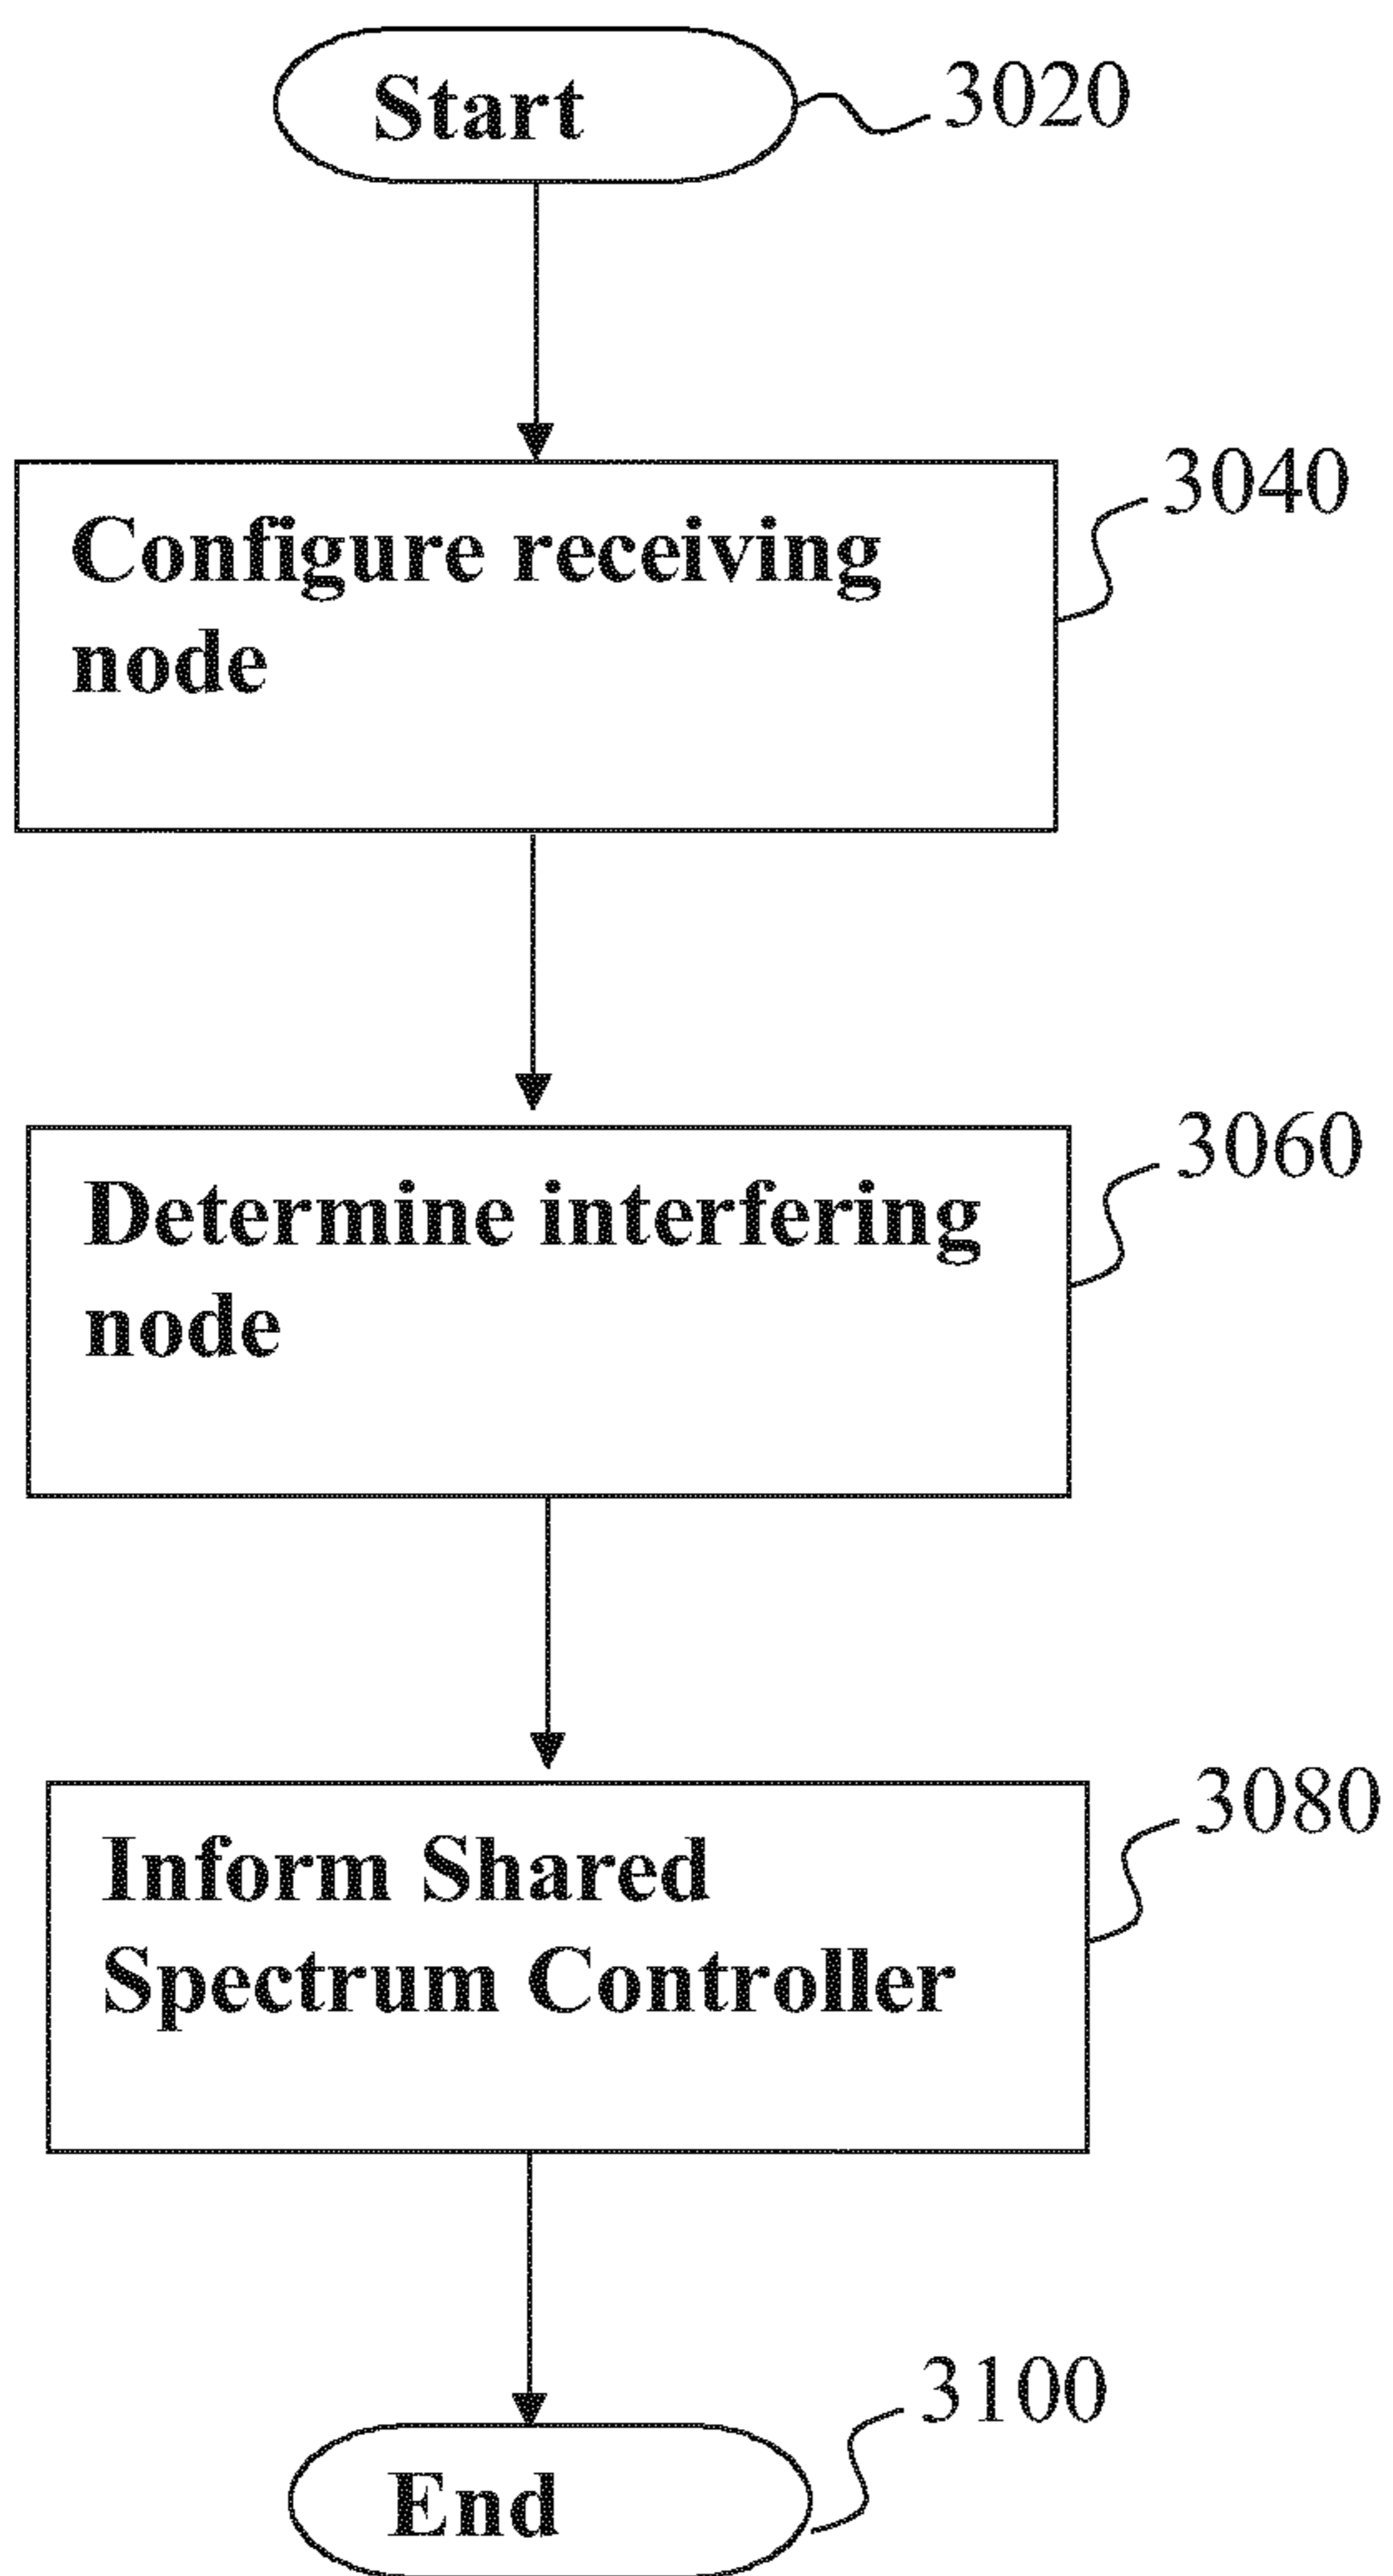 Start
3020
Configure receiving
node
3040
Determine interfering
node
3060
Inform Shared
Spectrum Controller
3080
End
3100